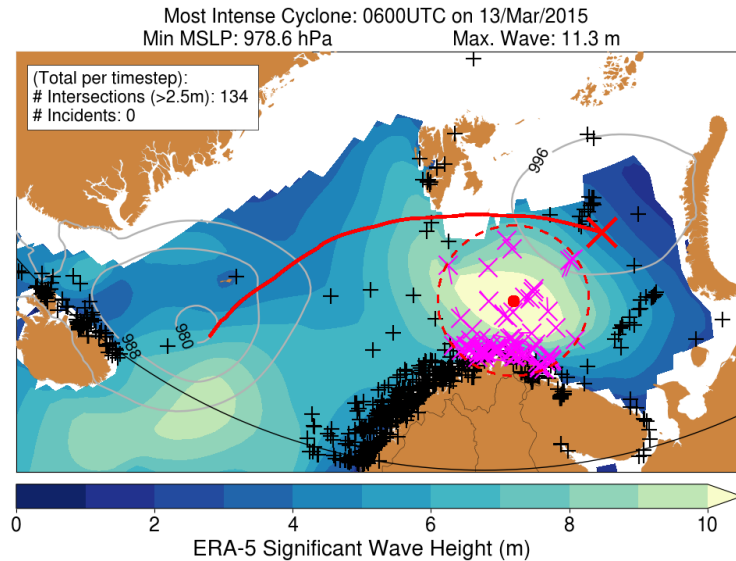 Most Intense Cyclone: 0600UTC on 13/Mar/2015
Min MSLP: 978.6 hPa Max. Wave: 11.3 m
(Total per timestep):
# Intersections (>2.5m): 134
# Incidents: 0
996
988
980
0 2 4 6 8 10
ERA-5 Significant Wave Height (m)